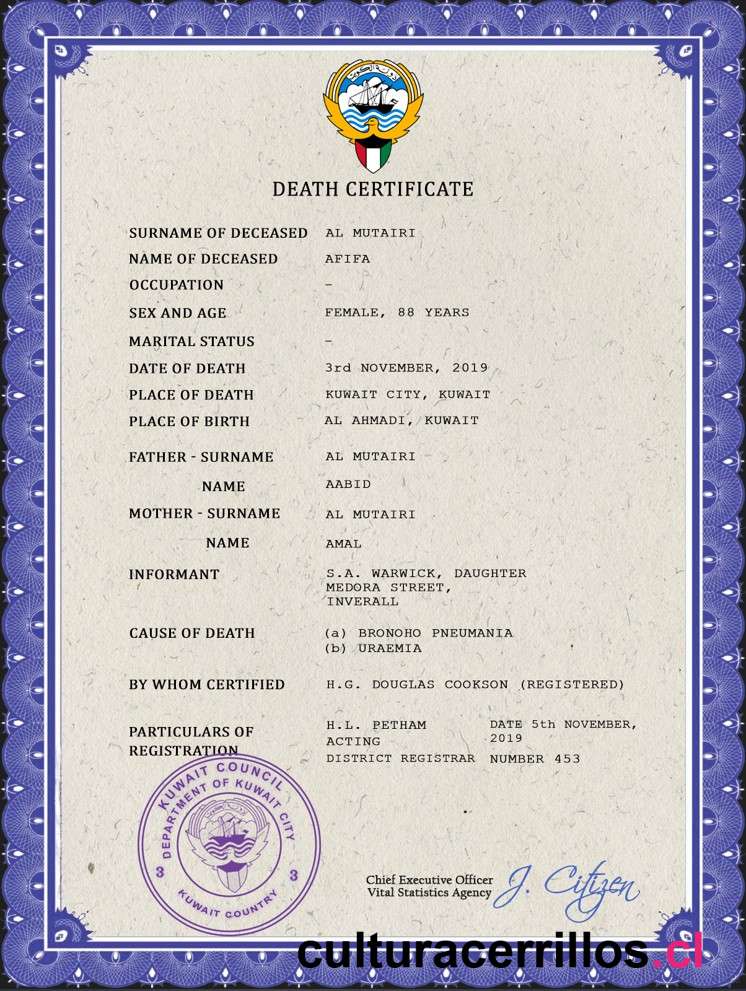 دولة الكويت
DEATH CERTIFICATE
SURNAME OF DECEASED AL MUTAIRI
NAME OF DECEASED AFIFA
OCCUPATION –
SEX AND AGE FEMALE, 88 YEARS
MARITAL STATUS –
DATE OF DEATH 3rd NOVEMBER, 2019
PLACE OF DEATH KUWAIT CITY, KUWAIT
PLACE OF BIRTH AL AHMADI, KUWAIT
FATHER - SURNAME AL MUTAIRI
NAME AABID
MOTHER - SURNAME AL MUTAIRI
NAME AMAL
INFORMANT S.A. WARWICK, DAUGHTER
MEDORA STREET,
INVERALL
CAUSE OF DEATH (a) BRONOHO PNEUMANIA
(b) URAEMIA
BY WHOM CERTIFIED H.G. DOUGLAS COOKSON (REGISTERED)
PARTICULARS OF REGISTRATION
H.L. PETHAM DATE 5th NOVEMBER,
ACTING 2019
DISTRICT REGISTRAR NUMBER 453
KUWAIT COUNCIL
DEPARTMENT OF KUWAIT CITY
3 3
KUWAIT COUNTRY
Chief Executive Officer
Vital Statistics Agency
J. Citizen
culturacerrillos.cl